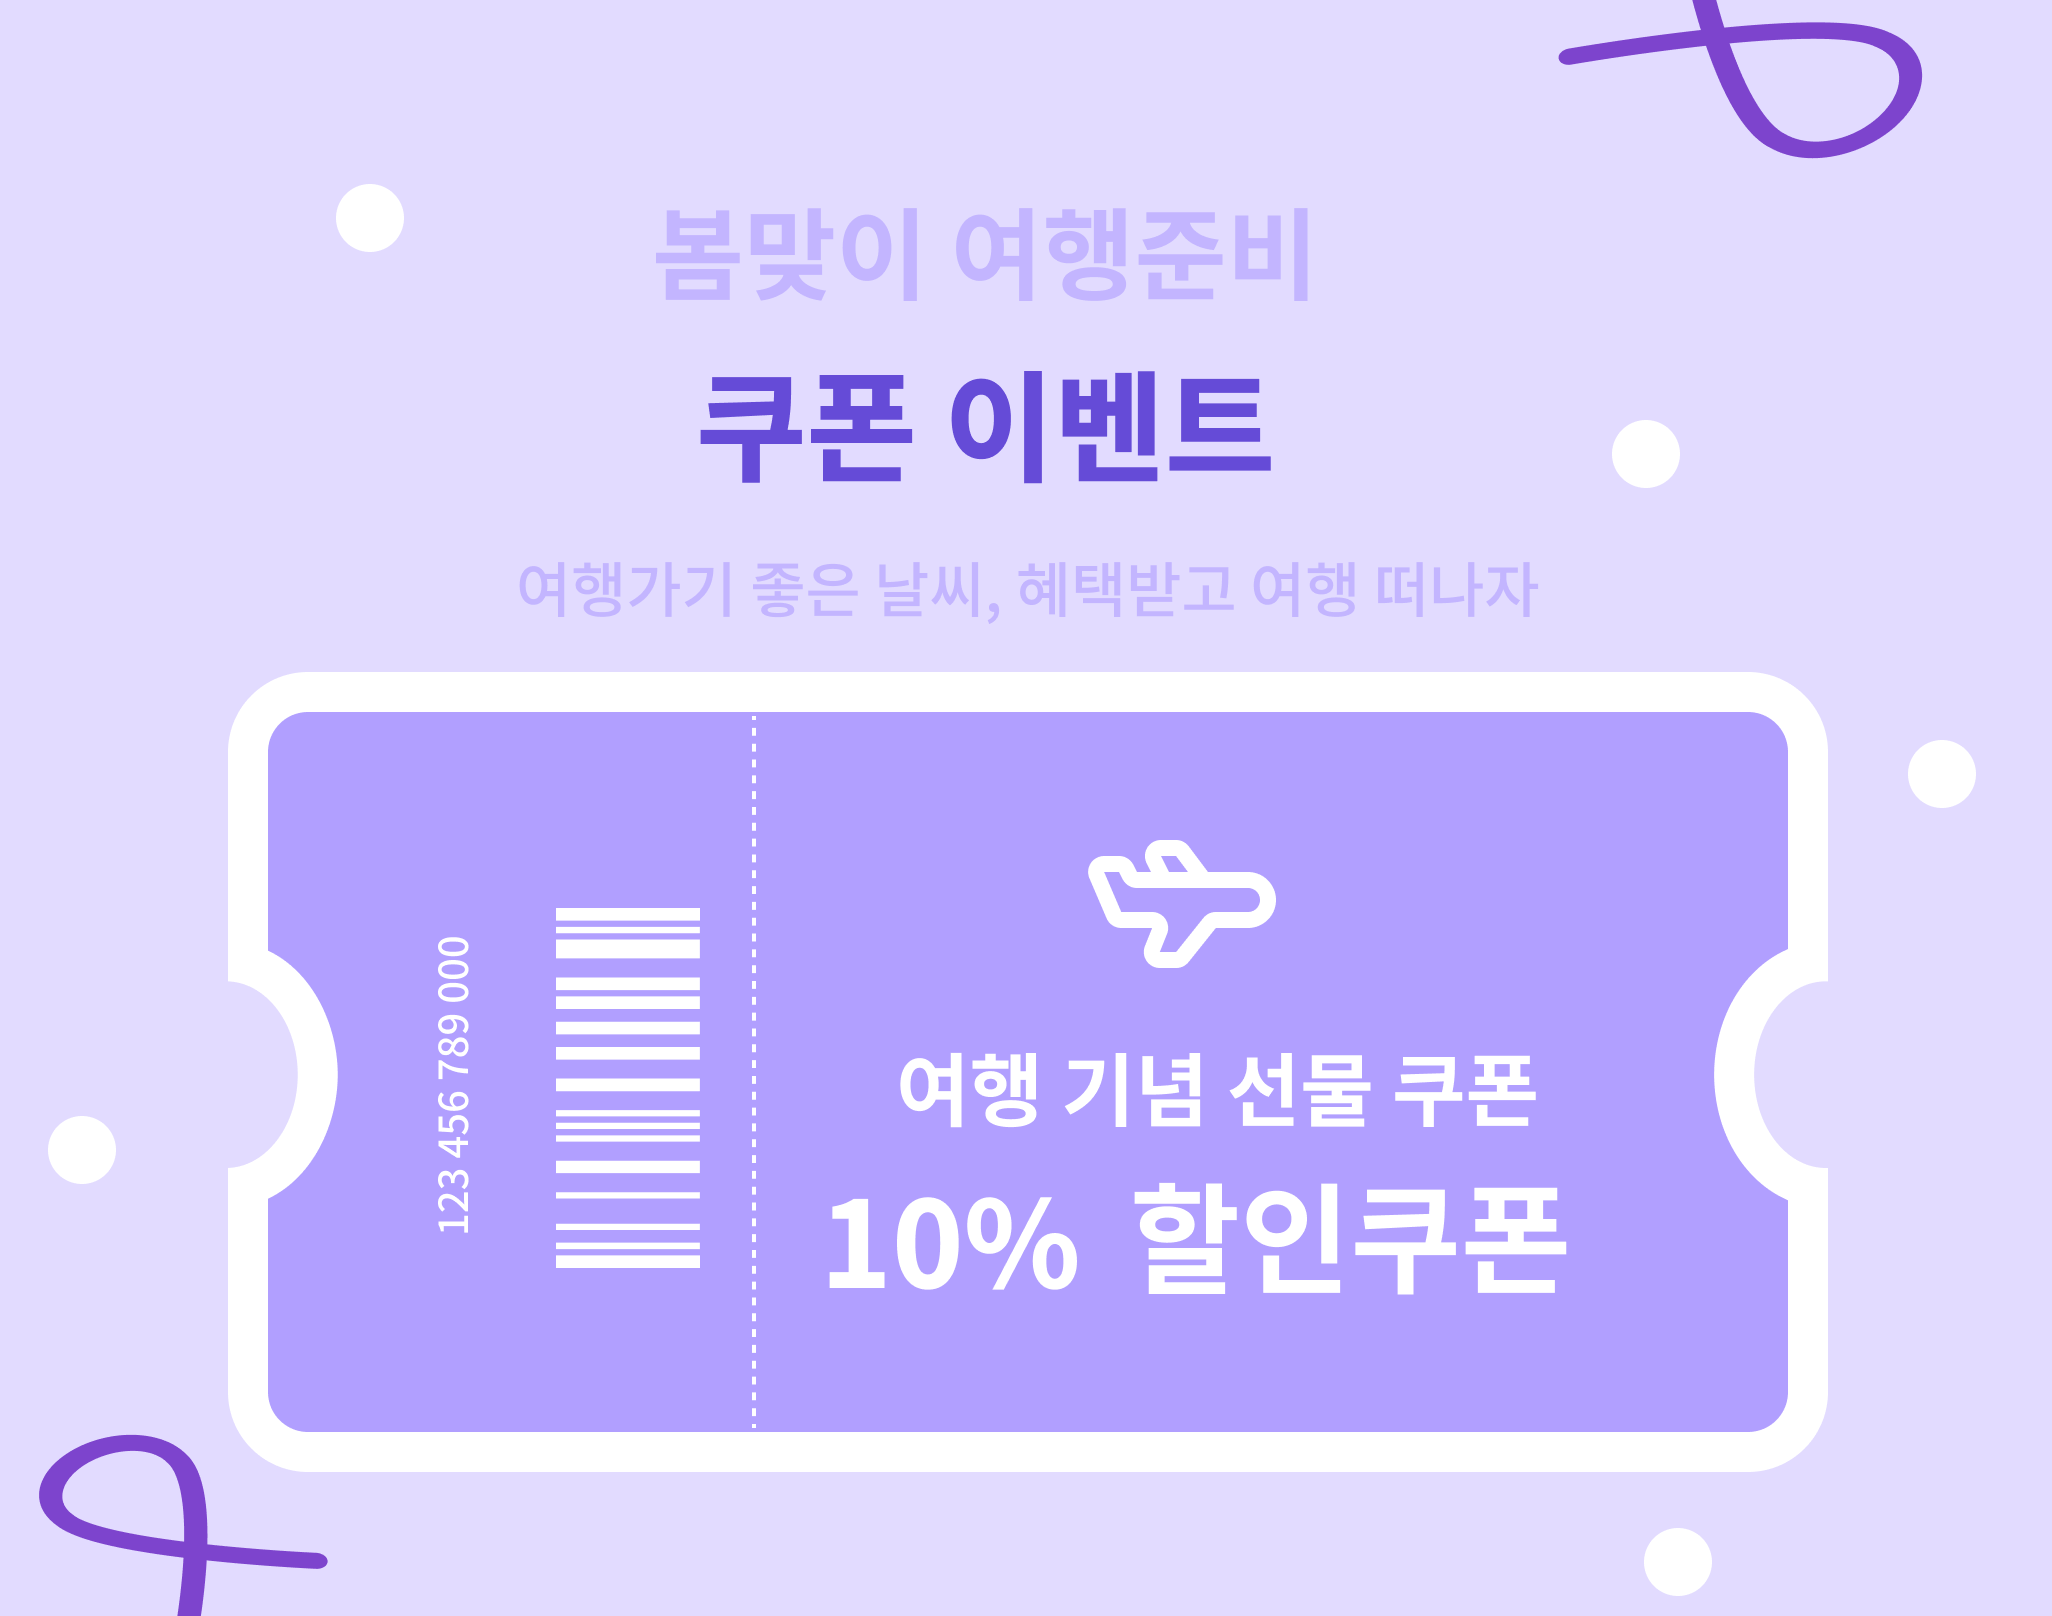 봄맞이 여행준비
쿠폰 이벤트
여행가기 좋은 날씨, 혜택받고 여행 떠나자
123 456 789 000
여행 기념 선물 쿠폰
10% 할인쿠폰